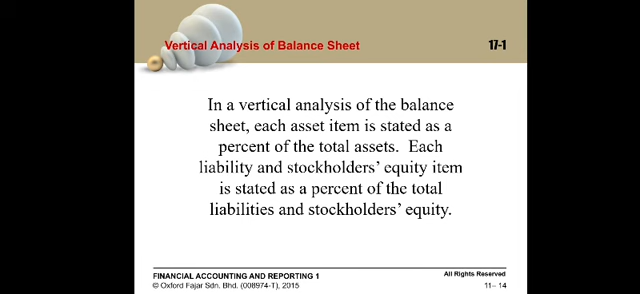 Vertical Analysis of Balance Sheet
17-1
In a vertical analysis of the balance
sheet, each asset item is stated as a
percent of the total assets. Each
liability and stockholders' equity item
is stated as a percent of the total
liabilities and stockholders' equity.
FINANCIAL ACCOUNTING AND REPORTING 1
All Rights Reserved
© Oxford Fajar Sdn. Bhd. (008974-T), 2015
11– 14